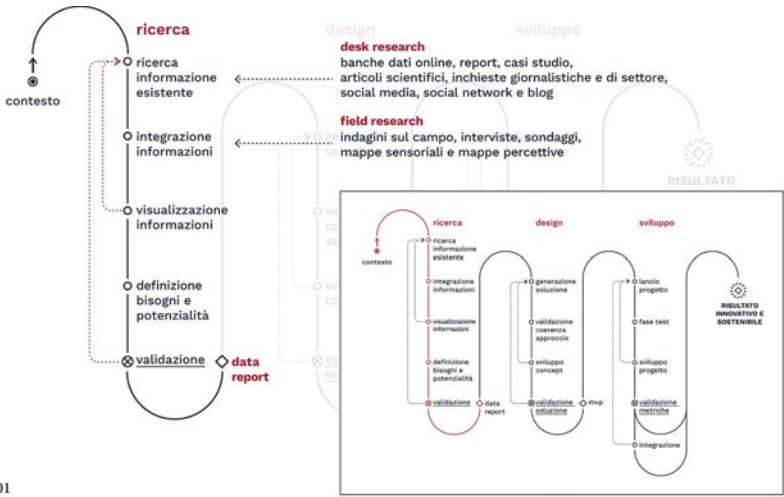 ricerca
design
sviluppo
contesto
ricerca
informazione
esistente
desk research
banche dati online, report, casi studio,
articoli scientifici, inchieste giornalistiche e di settore,
social media, social network e blog
integrazione
informazioni
field research
indagini sul campo, interviste, sondaggi,
mappe sensoriali e mappe percettive
visualizzazione
informazioni
definizione
bisogni e
potenzialità
validazione
data
report
RISULTATO
ricerca
design
sviluppo
contesto
ricerca
informazione
esistente
integrazione
informazioni
visualizzazione
informazioni
definizione
bisogni e
potenzialità
validazione
data
report
generazione
soluzione
validazione
coerenza
approccio
sviluppo
concept
validazione
soluzione
mvp
lancio
progetto
fase test
sviluppo
progetto
validazione
metriche
integrazione
RISULTATO
INNOVATIVO E
SOSTENIBILE
01